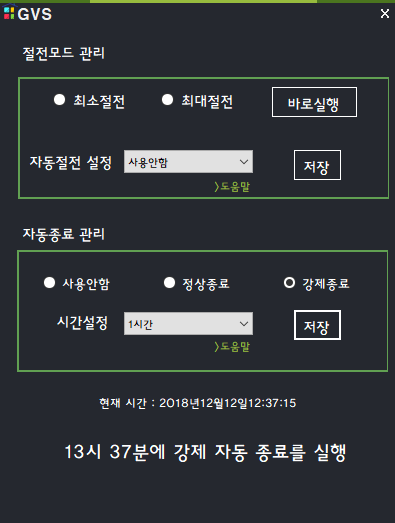 GVS
절전모드 관리
최소절전 최대절전 바로실행
자동절전 설정 사용안함 저장
>도움말
자동종료 관리
사용안함 정상종료 강제종료
시간설정 1시간 저장
>도움말
현재 시간 : 2018년12월12일12:37:15
13시 37분에 강제 자동 종료를 실행